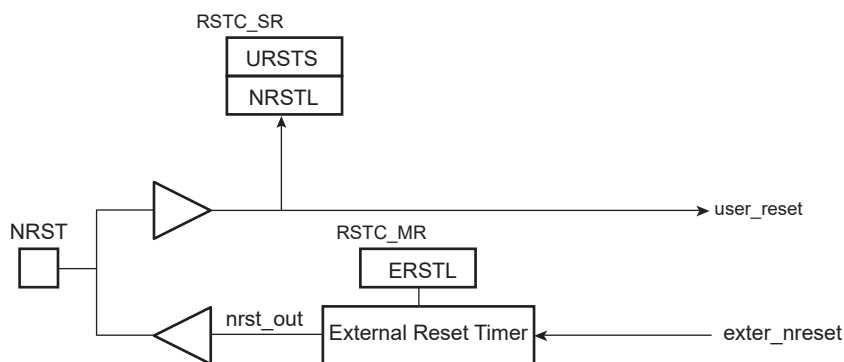 RSTC_SR
URSTS
NRSTL
user_reset
NRST
RSTC_MR
ERSTL
nrst_out
External Reset Timer
exter_nreset